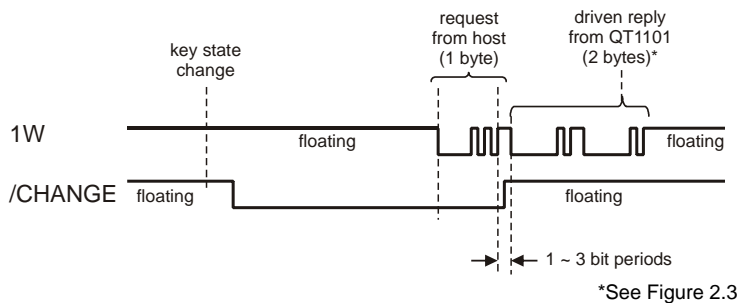 request
from host
(1 byte)
driven reply
from QT1101
(2 bytes)*
key state
change
1W
floating
floating
/CHANGE
floating
floating
1 ~ 3 bit periods
*See Figure 2.3